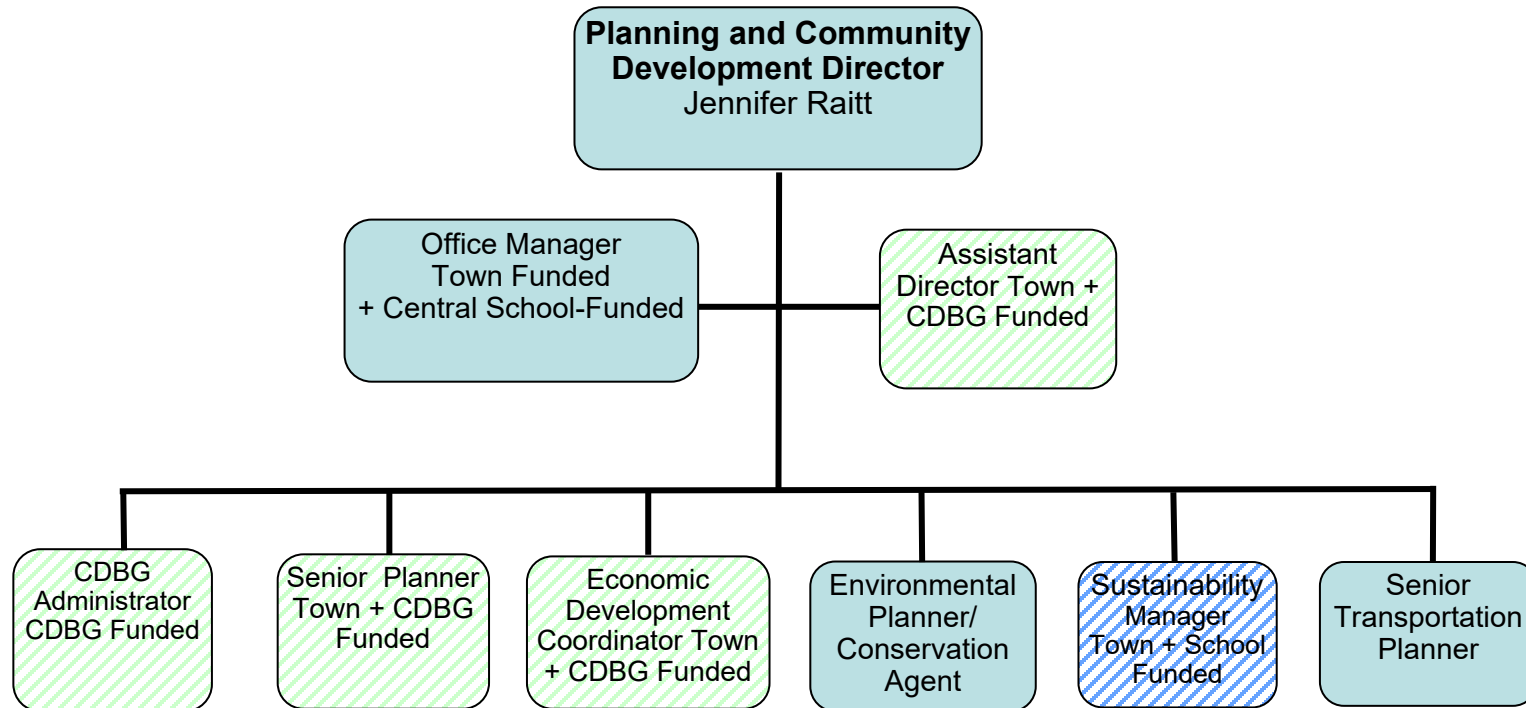 Planning and Community
Development Director
Jennifer Raitt
Office Manager
Town Funded
+ Central School-Funded
Assistant
Director Town +
CDBG Funded
CDBG
Administrator
CDBG Funded
Senior Planner
Town + CDBG
Funded
Economic
Development
Coordinator Town
+ CDBG Funded
Environmental
Planner/
Conservation
Agent
Sustainability
Manager
Town + School
Funded
Senior
Transportation
Planner